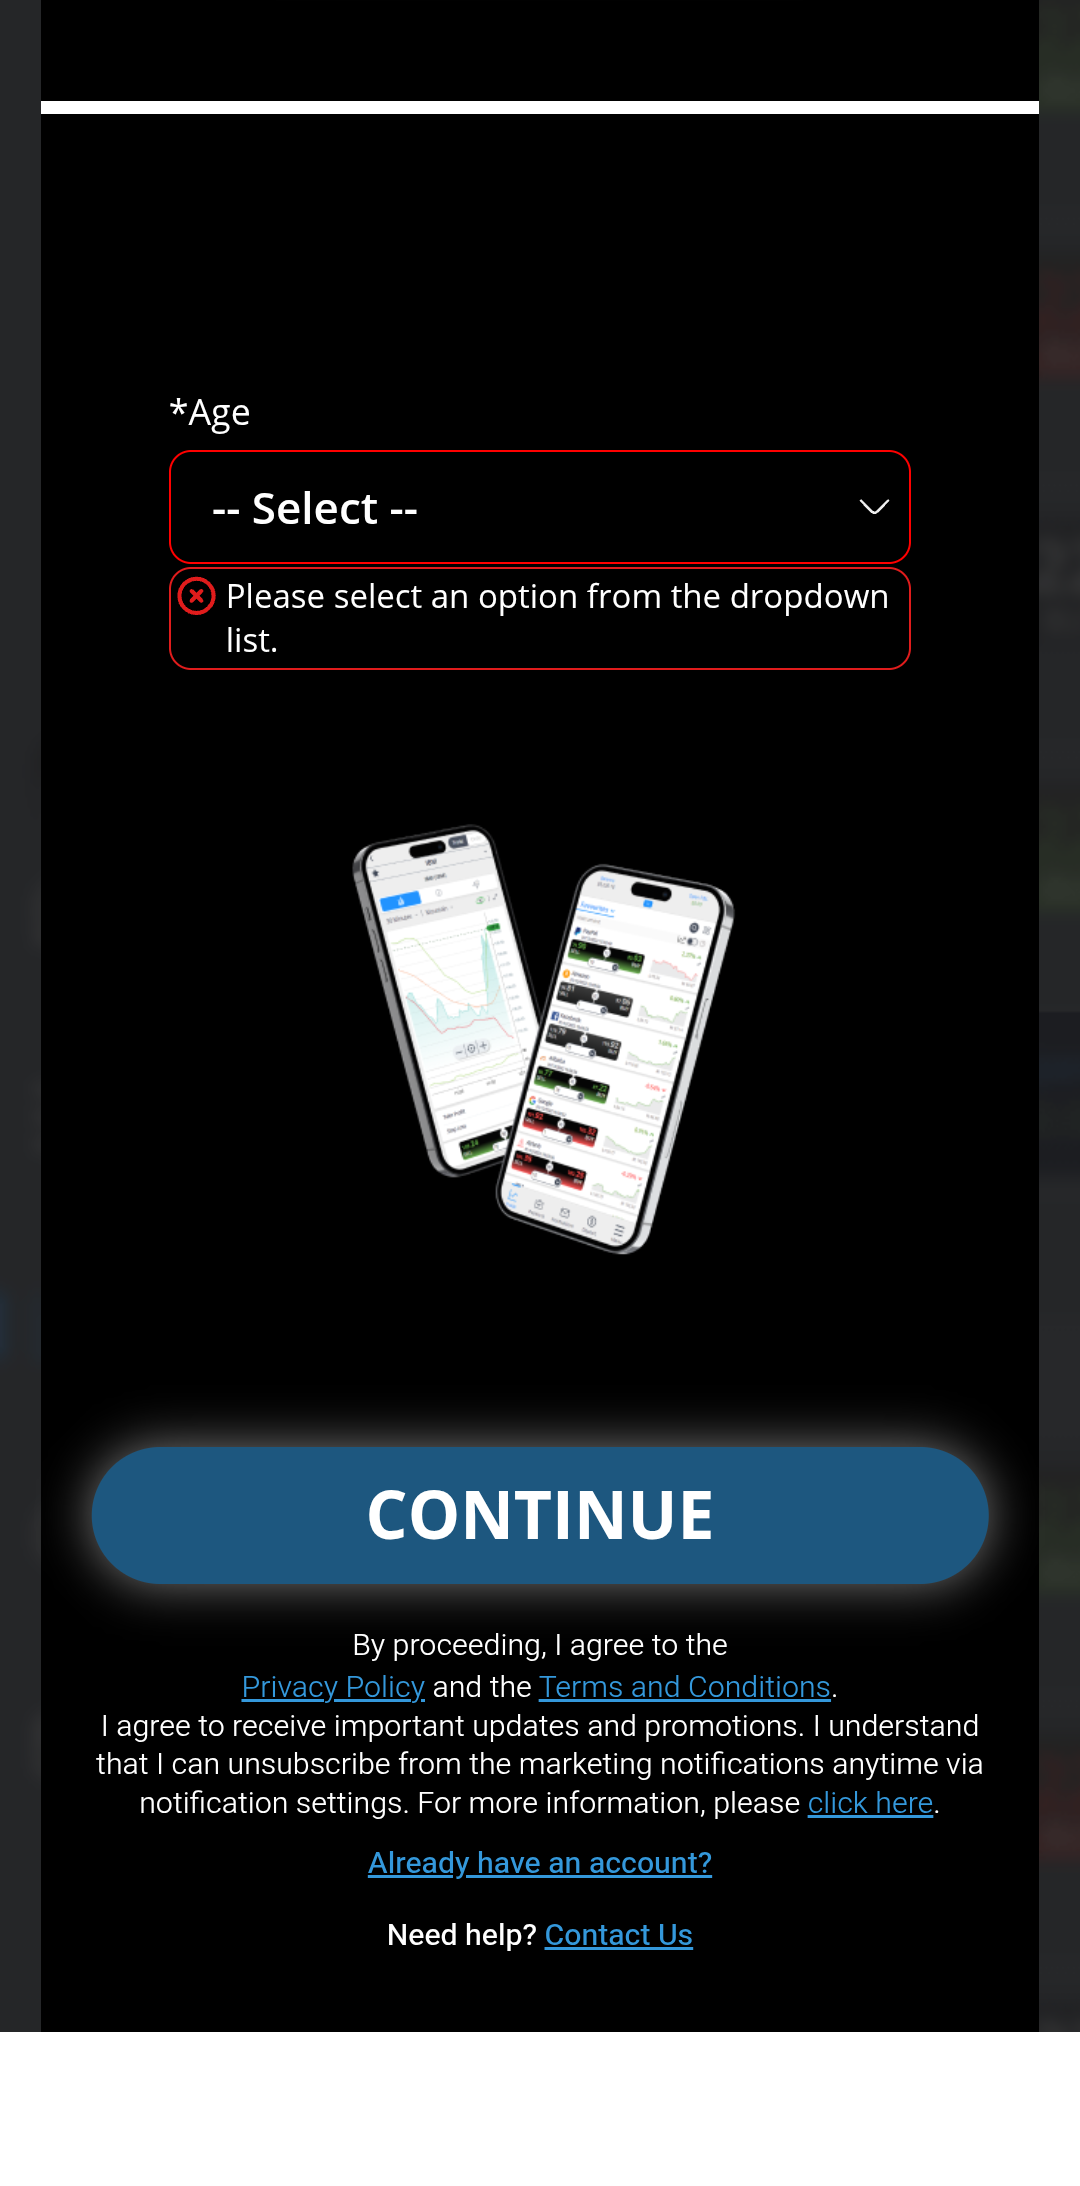 *Age
-- Select --
Please select an option from the dropdown
list.
CONTINUE
By proceeding, I agree to the
Privacy Policy and the Terms and Conditions.
I agree to receive important updates and promotions. I understand
that I can unsubscribe from the marketing notifications anytime via
notification settings. For more information, please click here.
Already have an account?
Need help? Contact Us